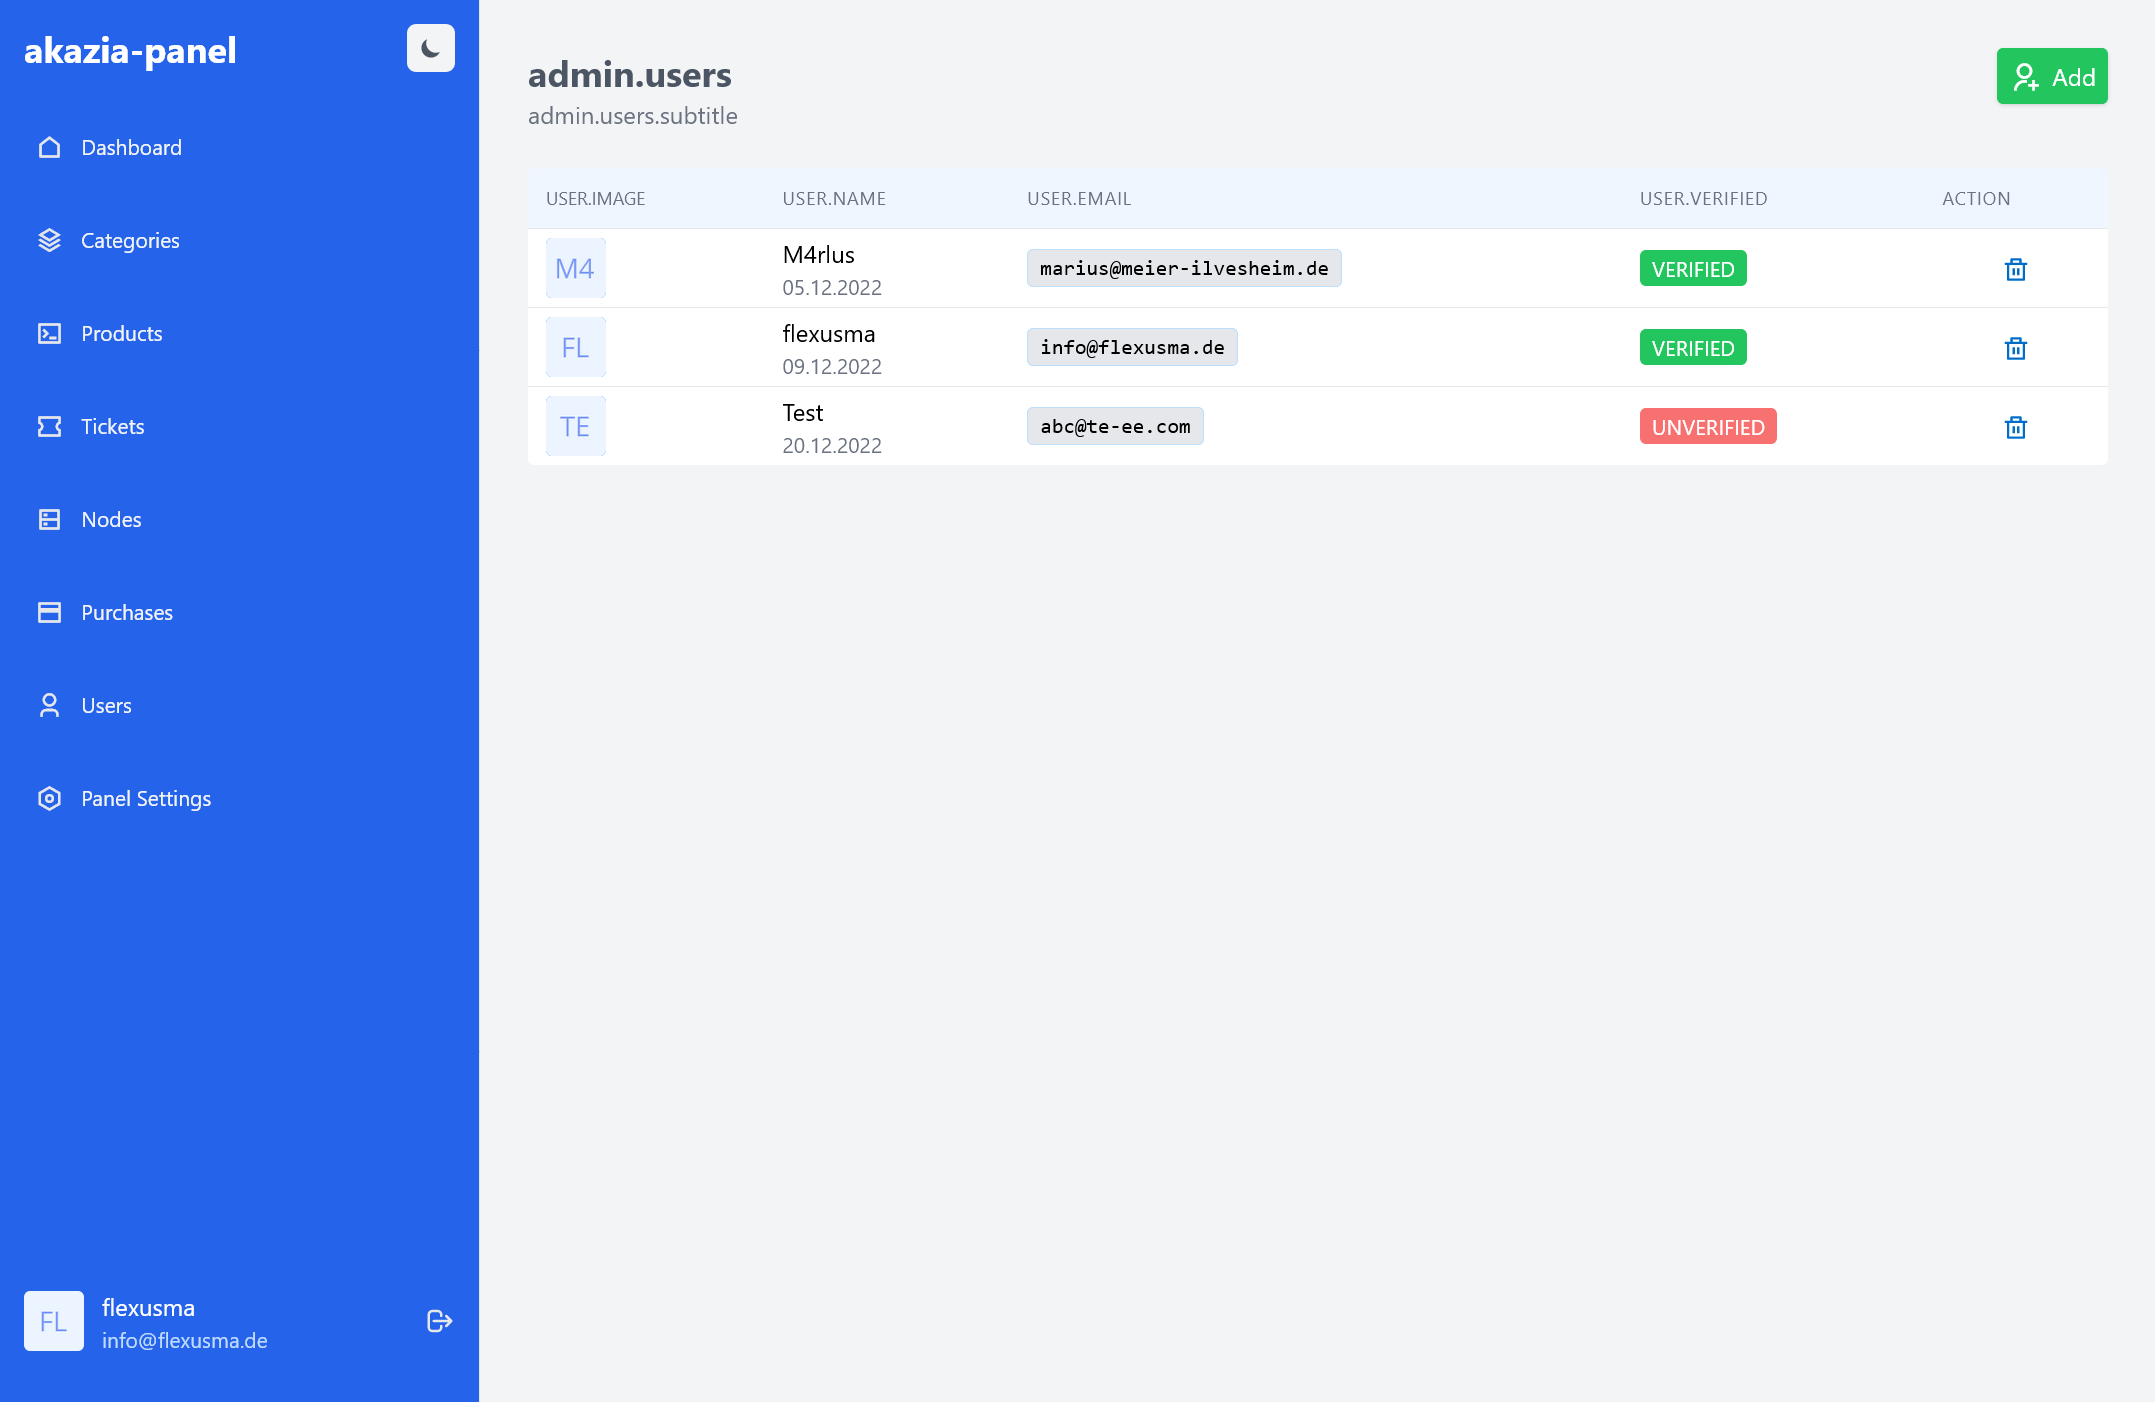 akazia-panel
Dashboard
Categories
Products
Tickets
Nodes
Purchases
Users
Panel Settings
FL
flexusma
info@flexusma.de
admin.users
admin.users.subtitle
Add
USER.IMAGE USER.NAME USER.EMAIL USER.VERIFIED ACTION
M4 M4rlus marius@meier-ilvesheim.de VERIFIED
05.12.2022
FL flexusma info@flexusma.de VERIFIED
09.12.2022
TE Test abc@te-ee.com UNVERIFIED
20.12.2022